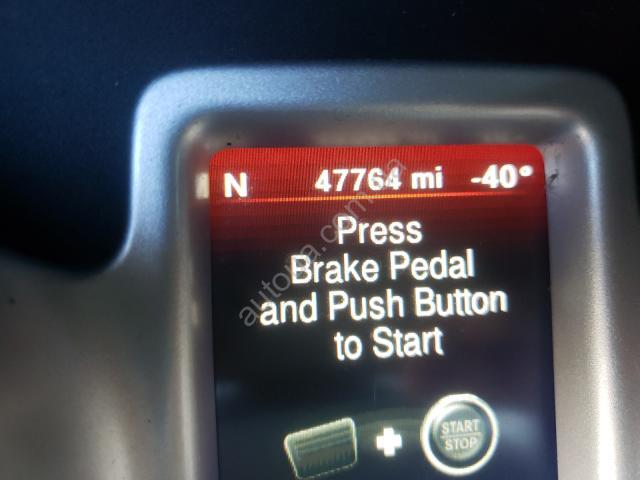 N 47764 mi -40°
Press
Brake Pedal
and Push Button
to Start
START
STOP